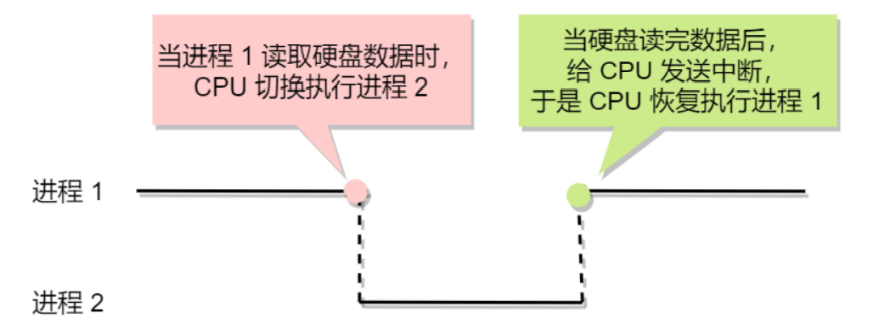 当进程 1 读取硬盘数据时，
CPU 切换执行进程 2
当硬盘读完数据后，
给 CPU 发送中断，
于是 CPU 恢复执行进程 1
进程 1
进程 2